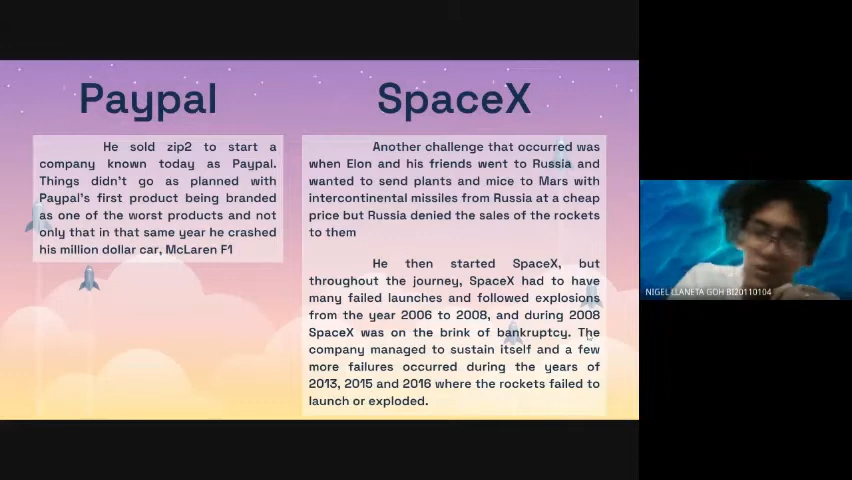 Paypal
He sold zip2 to start a
company known today as Paypal.
Things didn't go as planned with
Paypal's first product being branded
as one of the worst products and not
only that in that same year he crashed
his million dollar car, McLaren F1
SpaceX
Another challenge that occurred was
when Elon and his friends went to Russia and
wanted to send plants and mice to Mars with
intercontinental missiles from Russia at a cheap
price but Russia denied the sales of the rockets
to them
He then started SpaceX, but
throughout the journey, SpaceX had to have
many failed launches and followed explosions
from the year 2006 to 2008, and during 2008
SpaceX was on the brink of bankruptcy. The
company managed to sustain itself and a few
more failures occurred during the years of
2013, 2015 and 2016 where the rockets failed to
launch or exploded.
NIGEL LLANETA GOH BI20110104